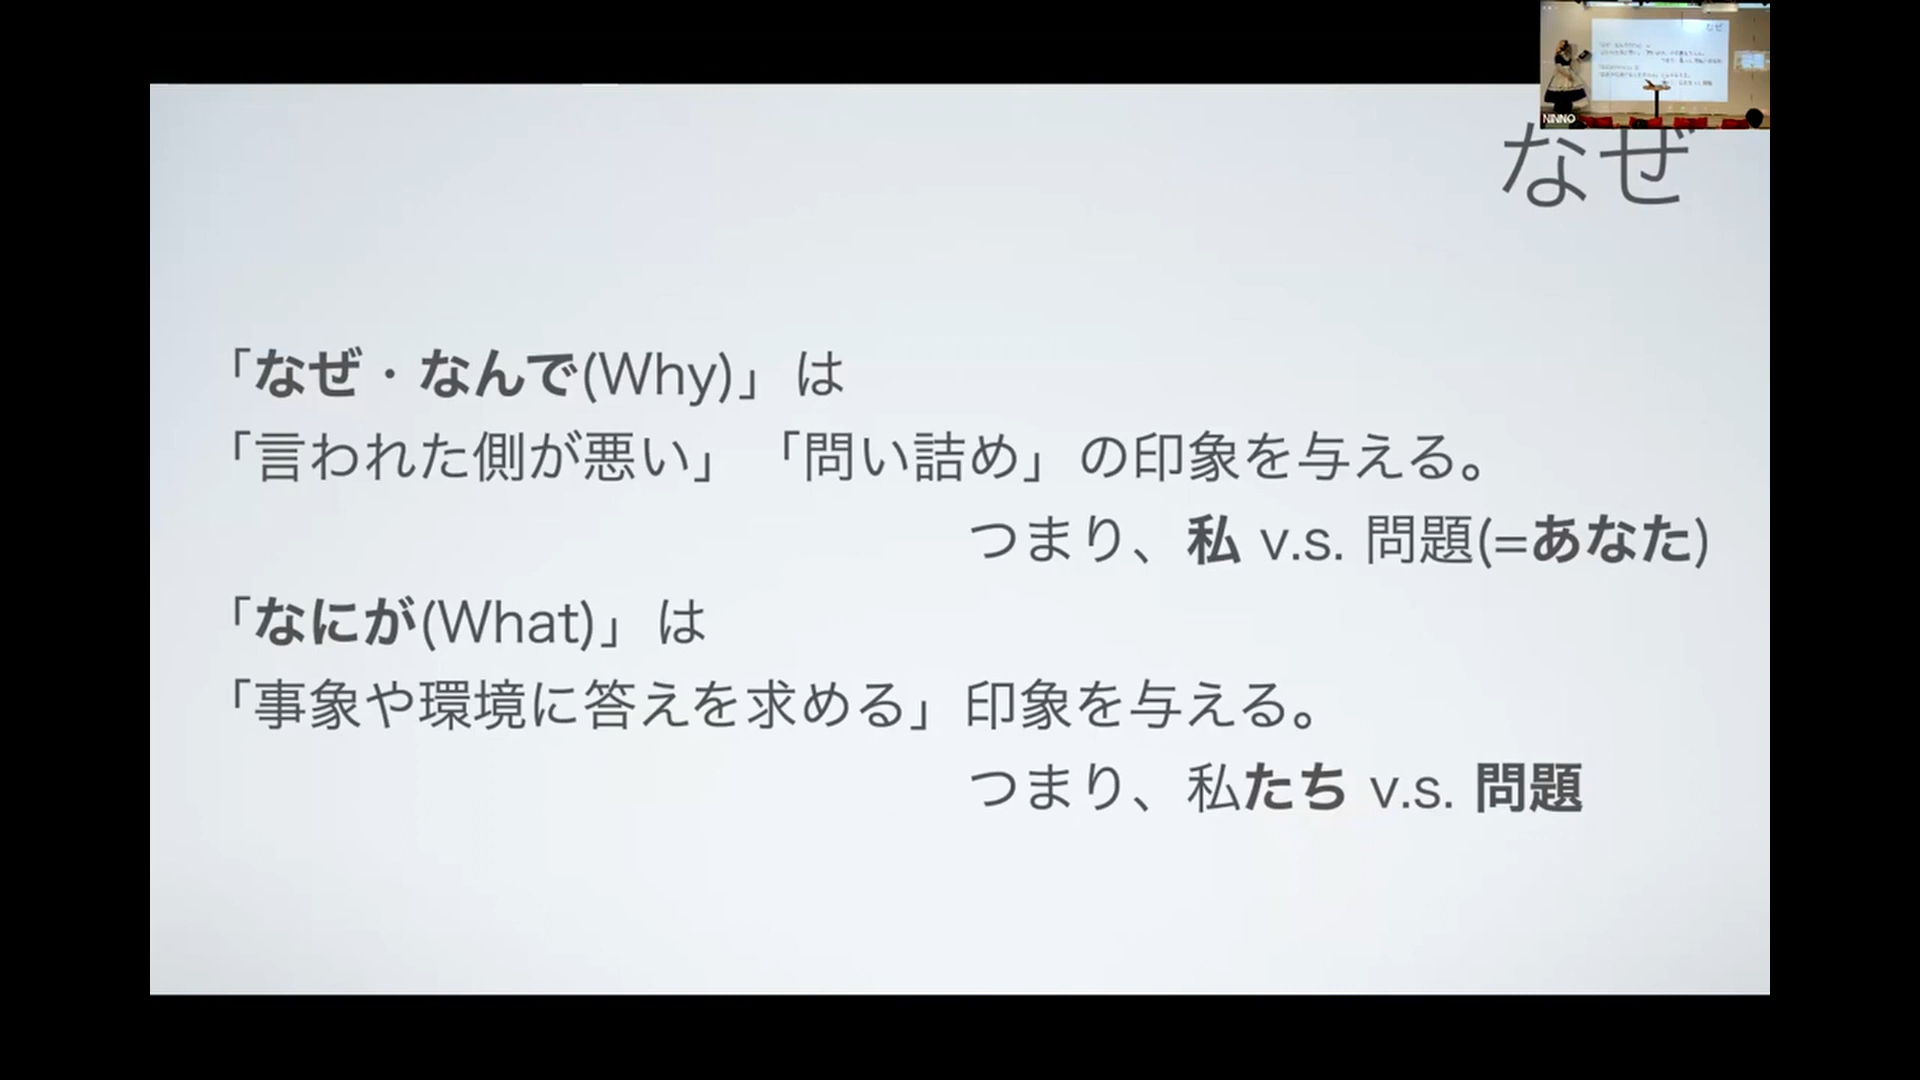 NINNO
なぜ
「なぜ・なんで(Why)」は
「言われた側が悪い」「問い詰め」の印象を与える。
つまり、私 v.s. 問題(=あなた)
「なにが(What)」は
「事象や環境に答えを求める」印象を与える。
つまり、私たち v.s. 問題